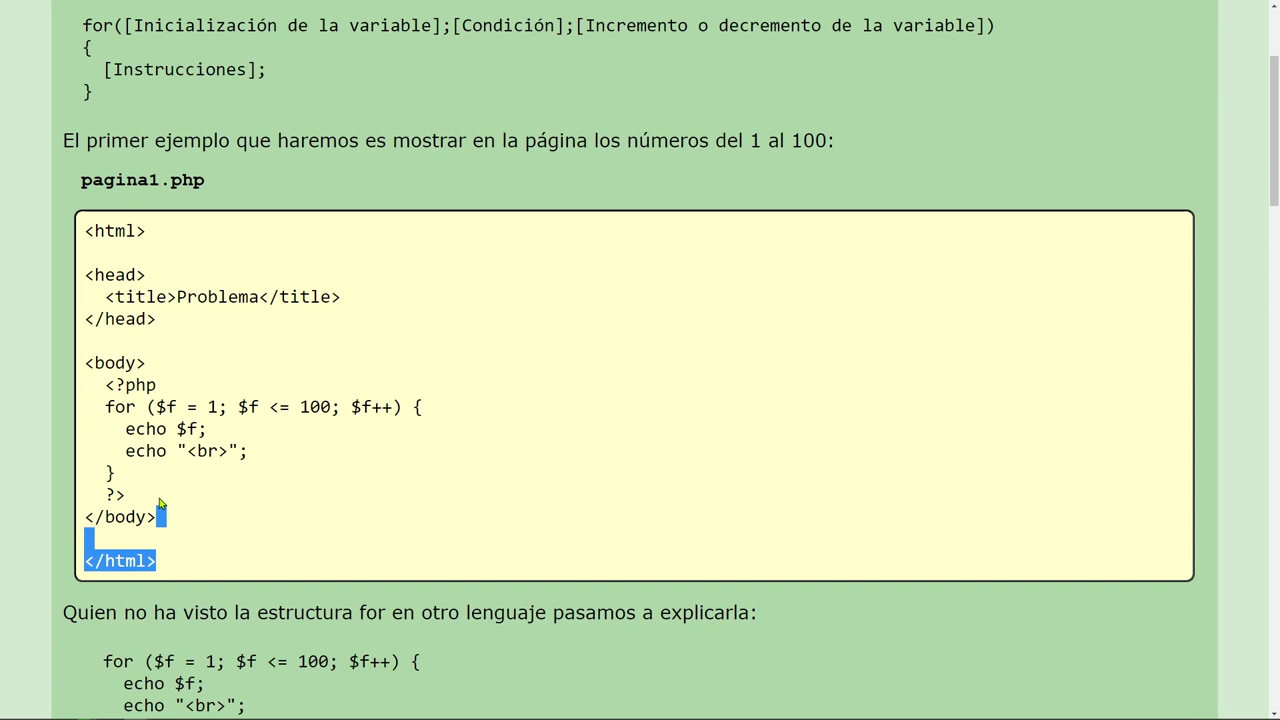 for([Inicialización de la variable];[Condición];[Incremento o decremento de la variable])
{
  [Instrucciones];
}
El primer ejemplo que haremos es mostrar en la página los números del 1 al 100:
pagina1.php
<html>
<head>
  <title>Problema</title>
</head>
<body>
  <?php
  for ($f = 1; $f <= 100; $f++) {
    echo $f;
    echo "<br>";
  }
  ?>
</body>
</html>
Quien no ha visto la estructura for en otro lenguaje pasamos a explicarla:
for ($f = 1; $f <= 100; $f++) {
  echo $f;
  echo "<br>";